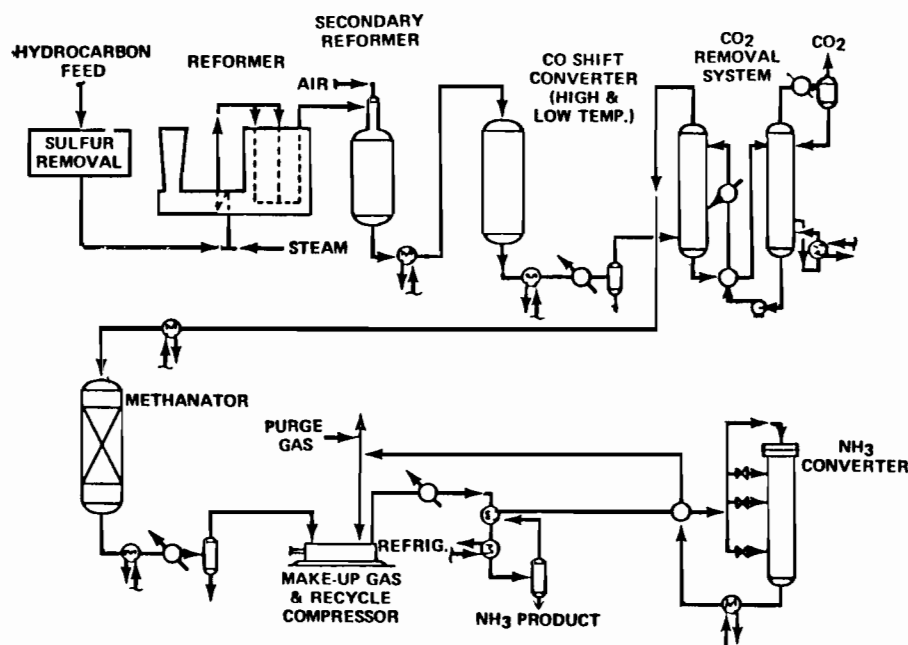 HYDROCARBON
FEED
SULFUR
REMOVAL
REFORMER
STEAM
SECONDARY
REFORMER
AIR
CO SHIFT
CONVERTER
(HIGH &
LOW TEMP.)
CO2
REMOVAL
SYSTEM
CO2
METHANATOR
PURGE
GAS
REFRIG.
MAKE-UP GAS
& RECYCLE
COMPRESSOR
NH3 PRODUCT
NH3
CONVERTER